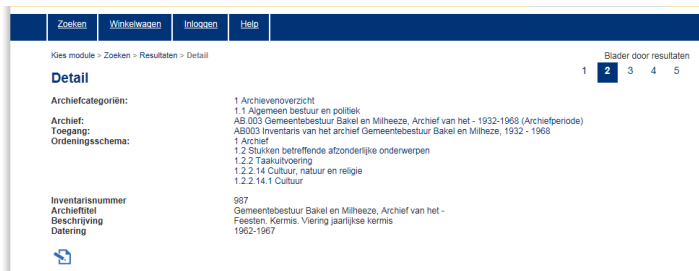 Zoeken Winkelwagen Inloggen Help
Kies module > Zoeken > Resultaten > Detail
Blader door resultaten
1 2 3 4 5
Detail
Archiefcategoriën: 1 Archievenoverzicht
1.1 Algemeen bestuur en politiek
Archief: AB.003 Gemeentebestuur Bakel en Milheeze, Archief van het - 1932-1968 (Archiefperiode)
Toegang: AB003 Inventaris van het archief Gemeentebestuur Bakel en Milheze, 1932 - 1968
Ordeningsschema: 1 Archief
1.2 Stukken betreffende afzonderlijke onderwerpen
1.2.2 Taakuitvoering
1.2.2.14 Cultuur, natuur en religie
1.2.2.14.1 Cultuur
Inventarisnummer 987
Archieftitel Gemeentebestuur Bakel en Milheeze, Archief van het -
Beschrijving Feesten. Kermis. Viering jaarlijkse kermis
Datering 1962-1967